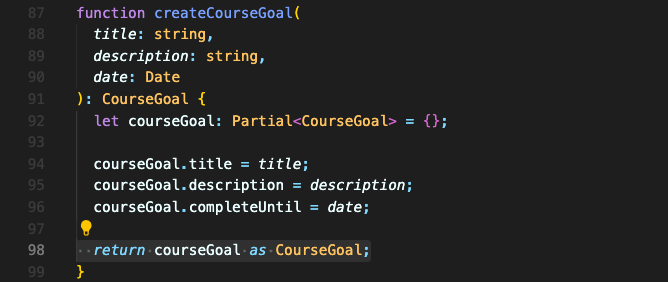 87 function createCourseGoal(
88   title: string,
89   description: string,
90   date: Date
91 ): CourseGoal {
92   let courseGoal: Partial<CourseGoal> = {};
93
94   courseGoal.title = title;
95   courseGoal.description = description;
96   courseGoal.completeUntil = date;
97
98   return courseGoal as CourseGoal;
99 }